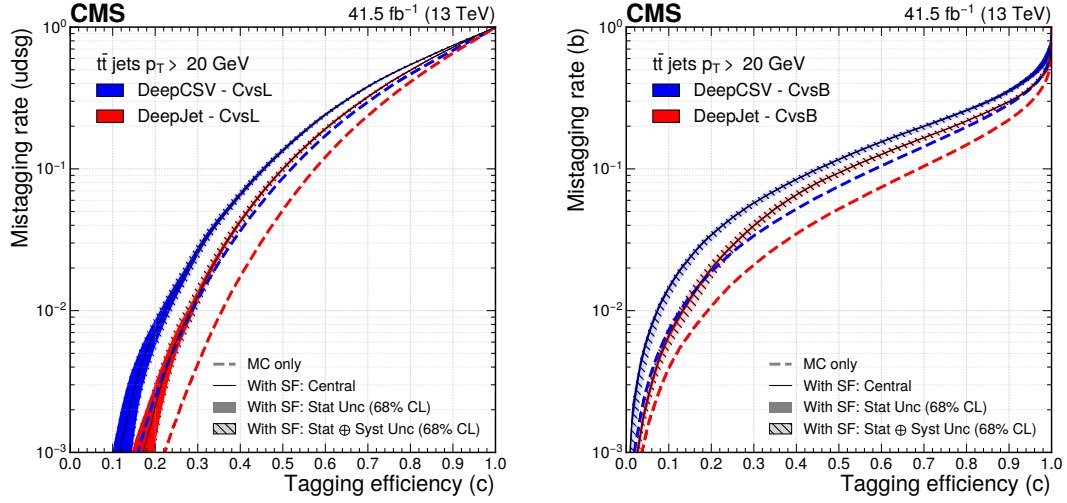 CMS
41.5 fb⁻¹ (13 TeV)
Mistagging rate (udsg)
10⁰
10⁻¹
10⁻²
10⁻³
tt̄ jets p_T > 20 GeV
DeepCSV - CvsL
DeepJet - CvsL
MC only
With SF: Central
With SF: Stat Unc (68% CL)
With SF: Stat ⊕ Syst Unc (68% CL)
0.0 0.1 0.2 0.3 0.4 0.5 0.6 0.7 0.8 0.9 1.0
Tagging efficiency (c)
CMS
41.5 fb⁻¹ (13 TeV)
Mistagging rate (b)
10⁰
10⁻¹
10⁻²
10⁻³
tt̄ jets p_T > 20 GeV
DeepCSV - CvsB
DeepJet - CvsB
MC only
With SF: Central
With SF: Stat Unc (68% CL)
With SF: Stat ⊕ Syst Unc (68% CL)
0.0 0.1 0.2 0.3 0.4 0.5 0.6 0.7 0.8 0.9 1.0
Tagging efficiency (c)